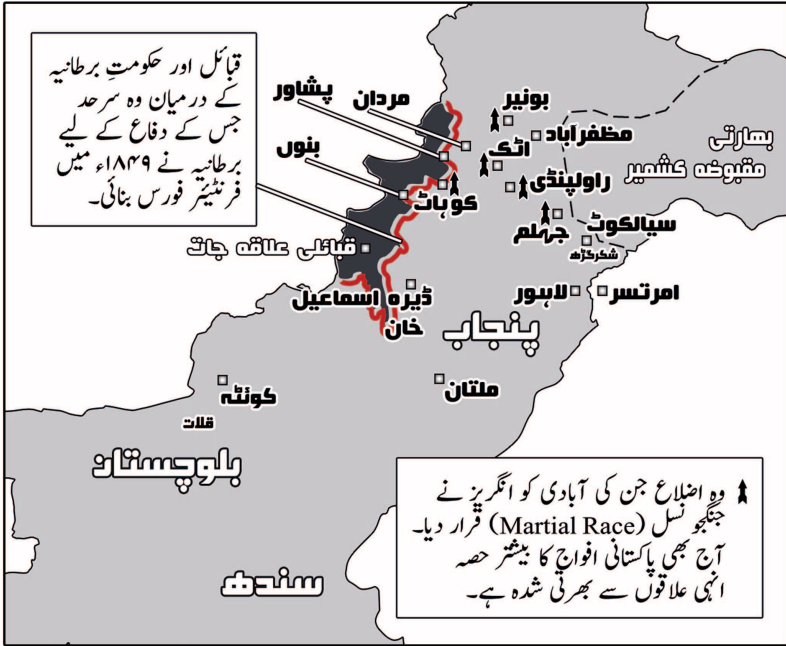 قبائل اور حکومتِ برطانیہ
کے درمیان وہ سرحد
جس کے دفاع کے لیے
برطانیہ نے ۱۸۴۹ء میں
فرنٹیئر فورس بنائی۔
پشاور
مردان
بونیر
بنوں
اٹک
مظفرآباد
بھارتی
مقبوضہ کشمیر
کوہاٹ
راولپنڈی
جہلم
سیالکوٹ
شکرگڑھ
قبائلی علاقہ جات
ڈیرہ اسماعیل
خان
لاہور
امرتسر
پنجاب
کوئٹہ
ملتان
قلات
بلوچستان
سندھ
وہ اضلاع جن کی آبادی کو انگریز نے
جنگجو نسل (Martial Race) قرار دیا۔
آج بھی پاکستانی افواج کا بیشتر حصہ
انہی علاقوں سے بھرتی شدہ ہے۔